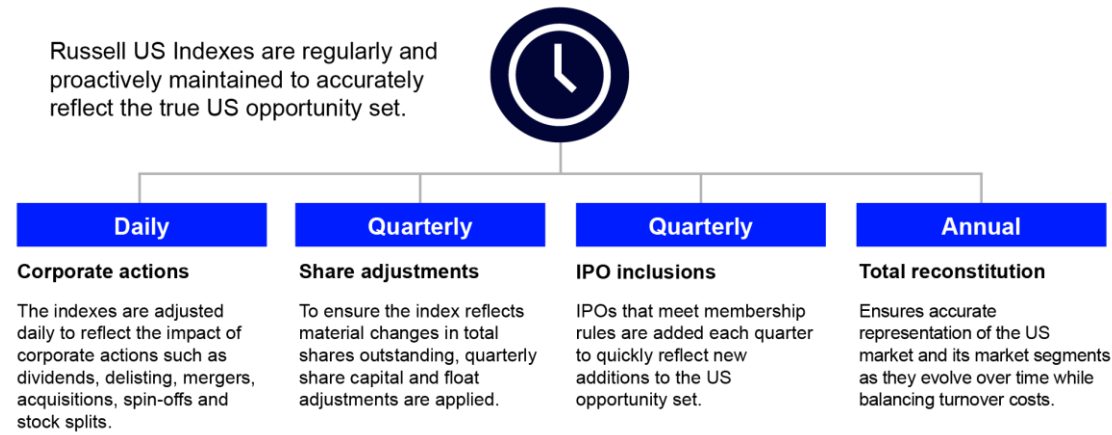 Russell US Indexes are regularly and
proactively maintained to accurately
reflect the true US opportunity set.
Daily
Corporate actions
The indexes are adjusted
daily to reflect the impact of
corporate actions such as
dividends, delisting, mergers,
acquisitions, spin-offs and
stock splits.
Quarterly
Share adjustments
To ensure the index reflects
material changes in total
shares outstanding, quarterly
share capital and float
adjustments are applied.
Quarterly
IPO inclusions
IPOs that meet membership
rules are added each quarter
to quickly reflect new
additions to the US
opportunity set.
Annual
Total reconstitution
Ensures accurate
representation of the US
market and its market segments
as they evolve over time while
balancing turnover costs.